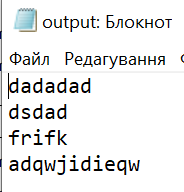 output: Блокнот
Файл Редагування
dadadad
dsdad
frifk
adqwjidieqw